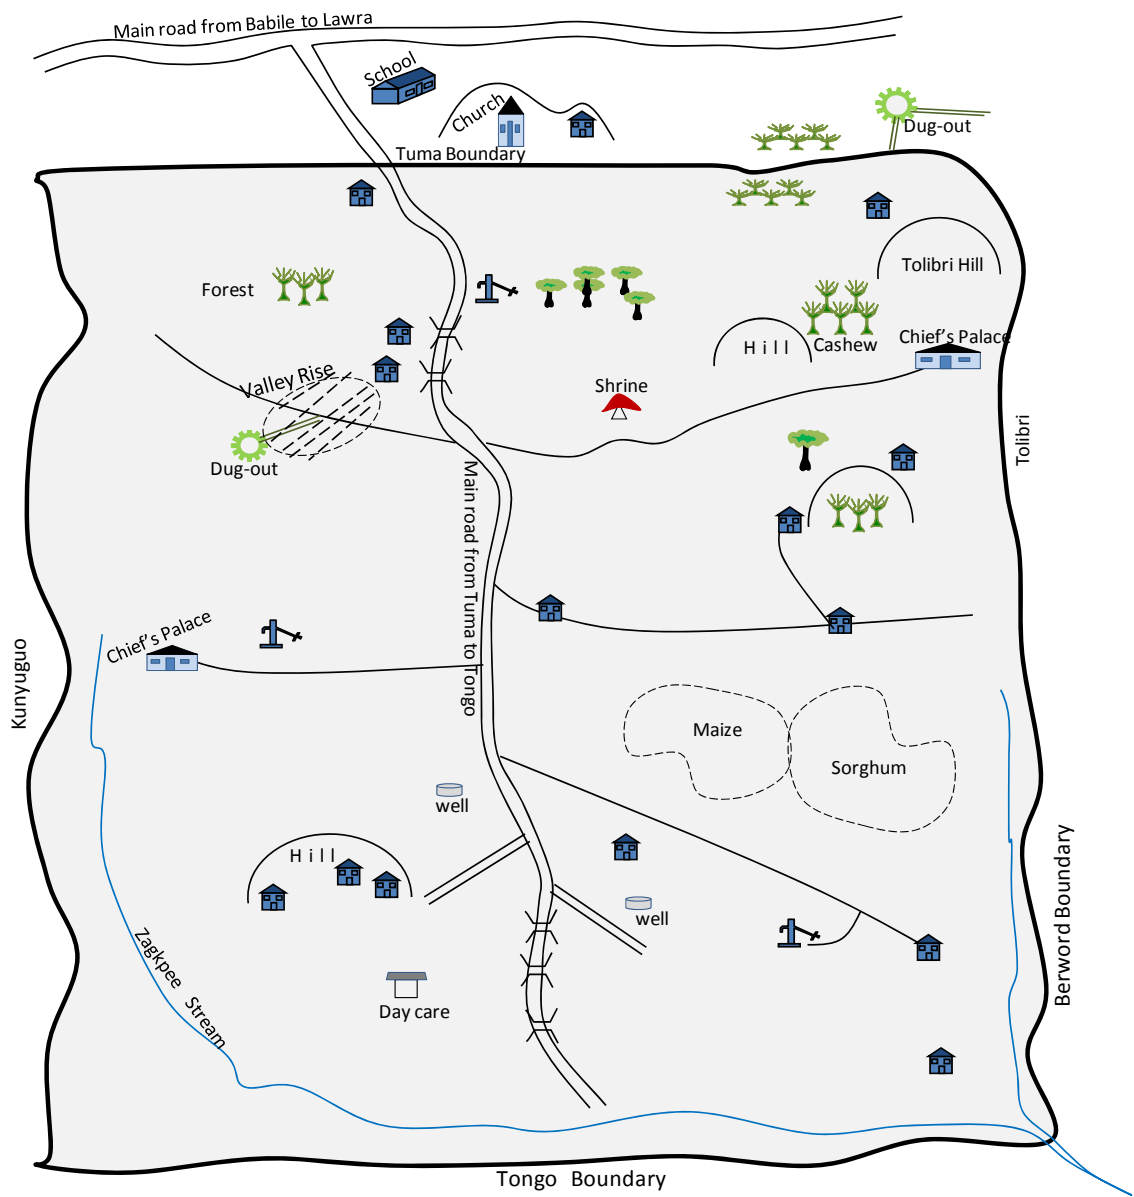 Main road from Babile to Lawra
School
Church
Dug-out
Tuma Boundary
Tolibri Hill
Forest
Hill
Cashew
Chief's Palace
Valley Rise
Shrine
Dug-out
Tolibri
Main road from Tuma to Tongo
Chief's Palace
Kunyuguo
Maize
Sorghum
well
Hill
well
Berword Boundary
Zagkpee Stream
Day care
Tongo Boundary